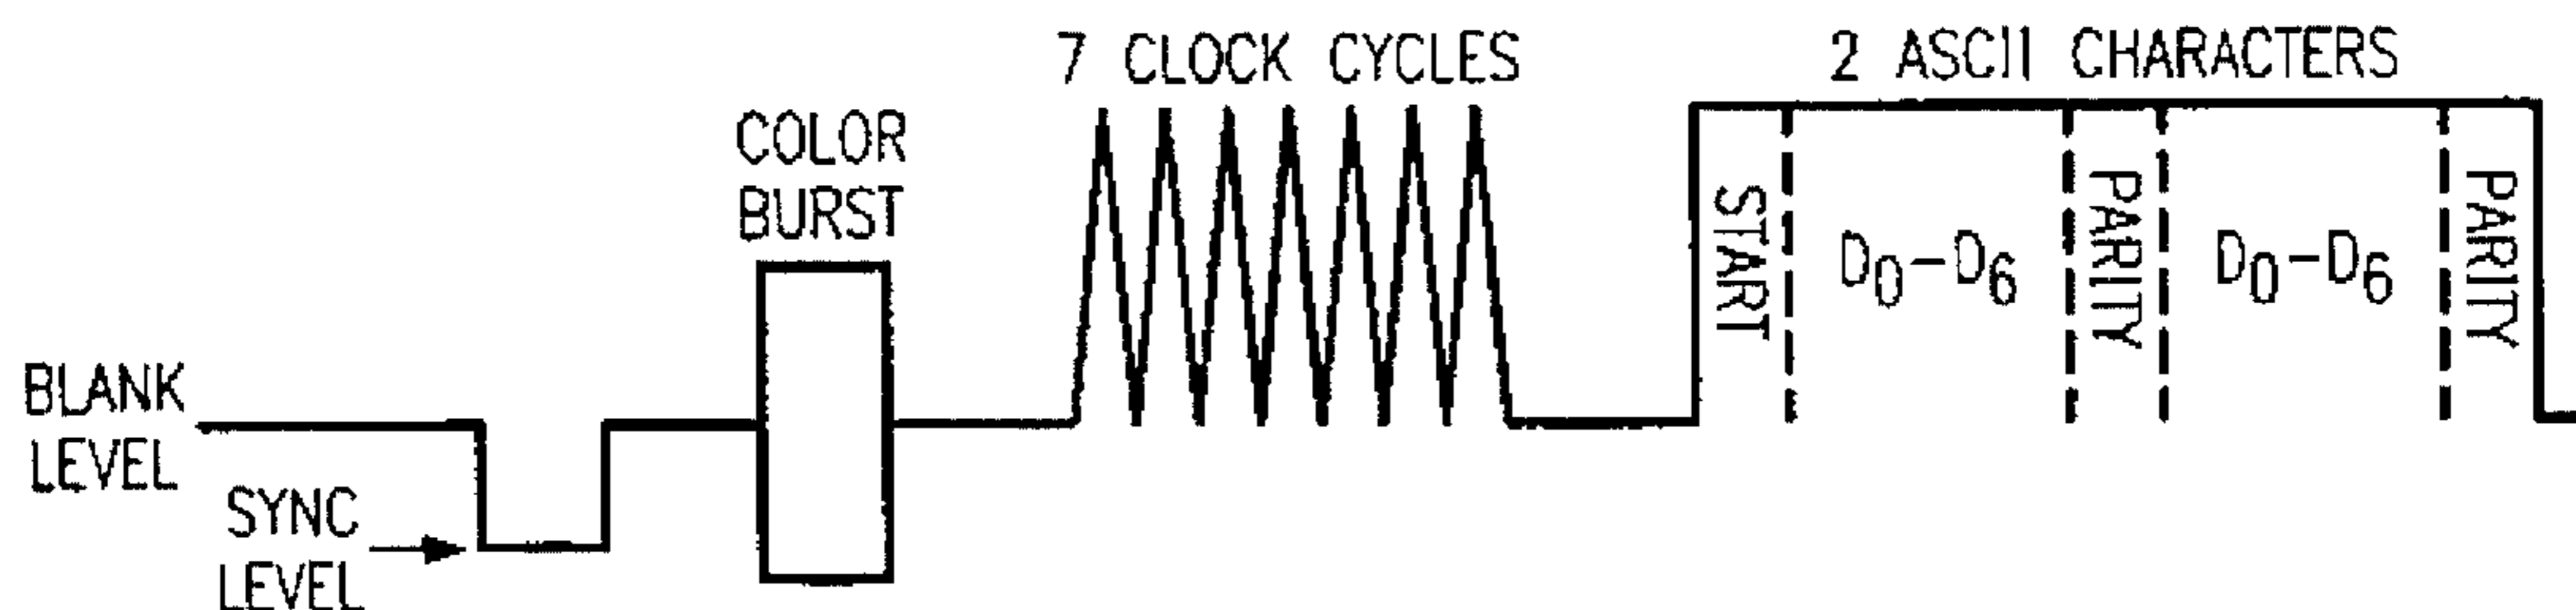 7 CLOCK CYCLES
2 ASCII CHARACTERS
COLOR
BURST
START
D0-D6
PARITY
D0-D6
PARITY
BLANK
LEVEL
SYNC
LEVEL